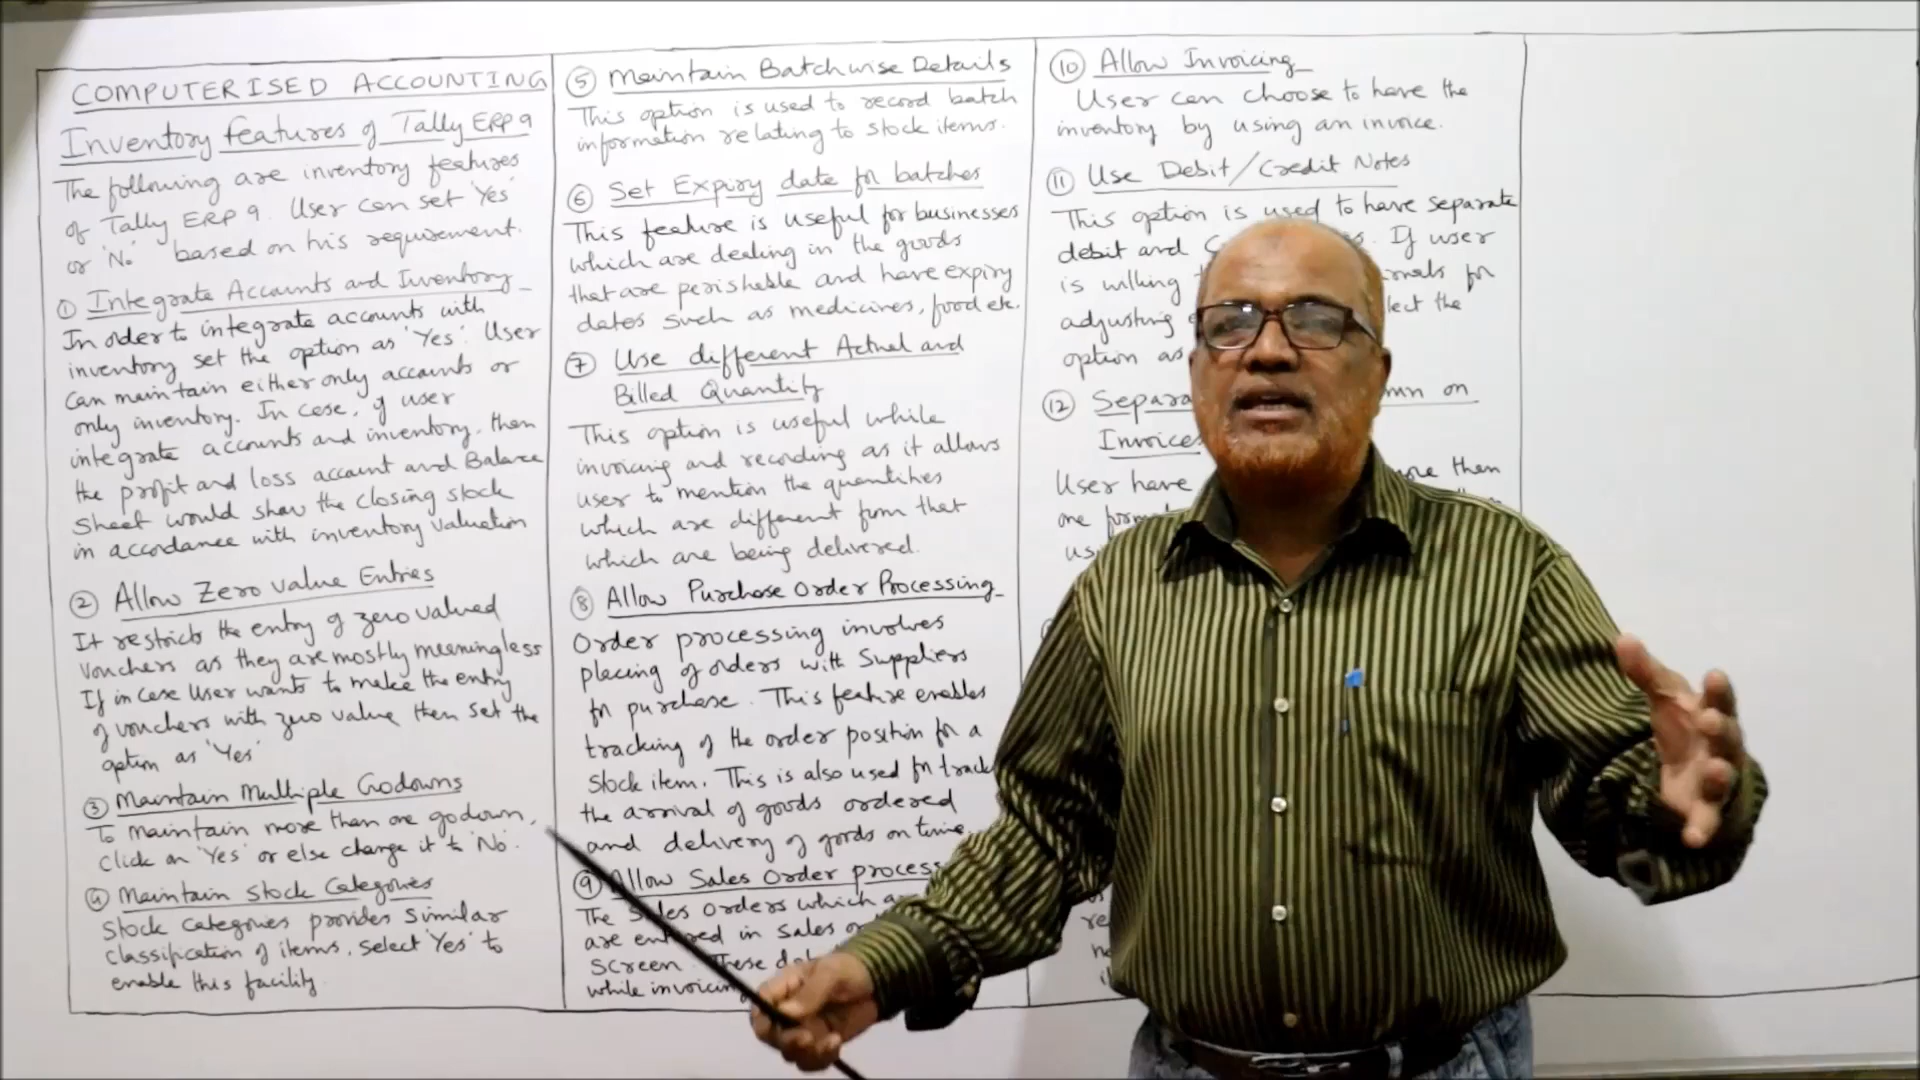 COMPUTERISED ACCOUNTING
Inventory features of Tally ERP 9
The following are inventory features
of Tally ERP 9. User can set 'Yes'
or 'No' based on his requirement.
① Integrate Accounts and Inventory
In order to integrate accounts with
inventory set the option as 'Yes'. User
can maintain either only accounts or
only inventory. In case, if user
integrate accounts and inventory, then
the profit and loss account and Balance
Sheet would show the closing stock
in accordance with inventory valuation
② Allow Zero value Entries
It restricts the entry of zero valued
vouchers as they are mostly meaningless
If in case User wants to make the entry
of vouchers with zero value then set the
option as 'Yes'
③ Maintain Multiple Godowns
To maintain more than one godown,
click on 'Yes' or else change it to 'No'.
④ Maintain Stock Categories
Stock Categories provides similar
classification of items. Select 'Yes' to
enable this facility
⑤ Maintain Batchwise Details
This option is used to record batch
information relating to stock items.
⑥ Set Expiry date for batches
This feature is useful for businesses
which are dealing in the goods
that are perishable and have expiry
dates such as medicines, food etc.
⑦ Use different Actual and
Billed Quantity
This option is useful while
invoicing and recording as it allows
user to mention the quantities
which are different from that
which are being delivered.
⑧ Allow Purchase Order Processing
Order processing involves
placing of orders with Suppliers
for purchase. This feature enables
tracking of the order position for a
stock item. This is also used for track
the arrival of goods ordered
and delivery of goods on time.
⑨ Allow Sales Order process
The Sales Orders which
are entered in sales
screen. These
while invoicing
⑩ Allow Invoicing
User can choose to have the
inventory by using an invoice.
⑪ Use Debit/Credit Notes
This option is used to have separate
debit and If user
is willing for
adjusting the
option as
⑫ on
Invoices
User have then
one